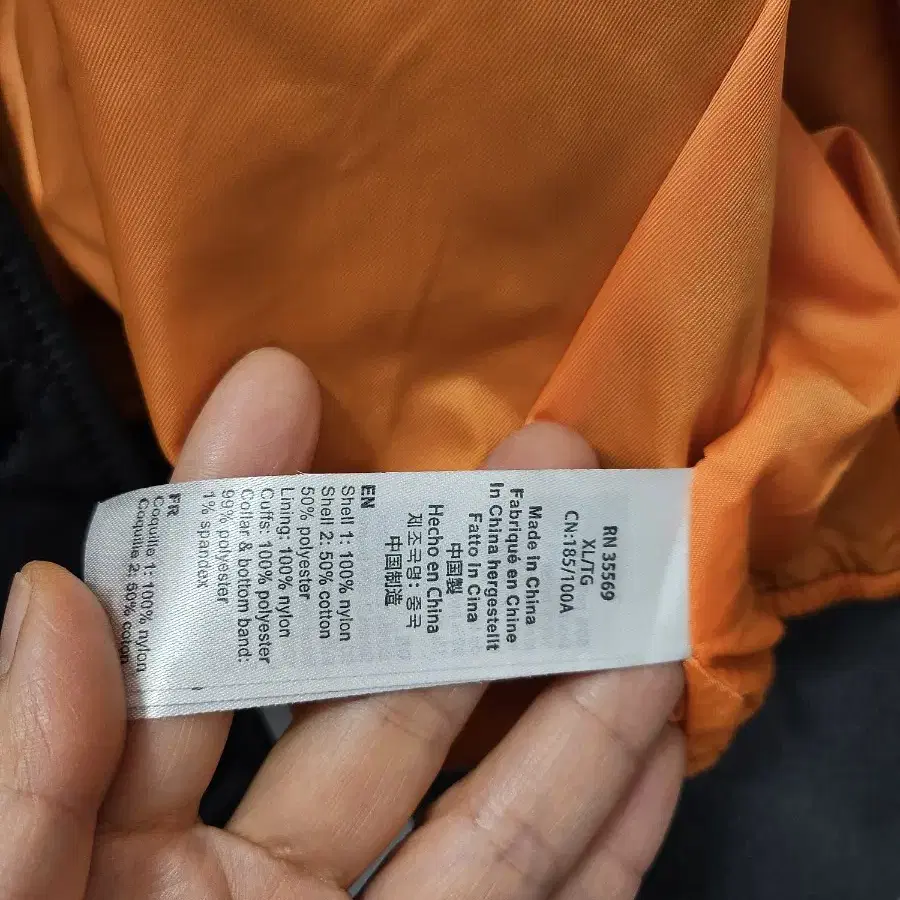 RN 35569
XL/TG
CN:185/100A
Made in China
Fabriqué en Chine
In China hergestellt
Fatto in Cina
中国製
Hecho en China
제조국명: 중국
中国制造
EN
Shell 1: 100% nylon
Shell 2: 50% cotton
50% polyester
Lining: 100% nylon
Cuffs: 100% polyester
Collar & bottom band:
99% polyester
1% spandex
FR
Coquille 1: 100% nylon
Coquille 2: 50% coton